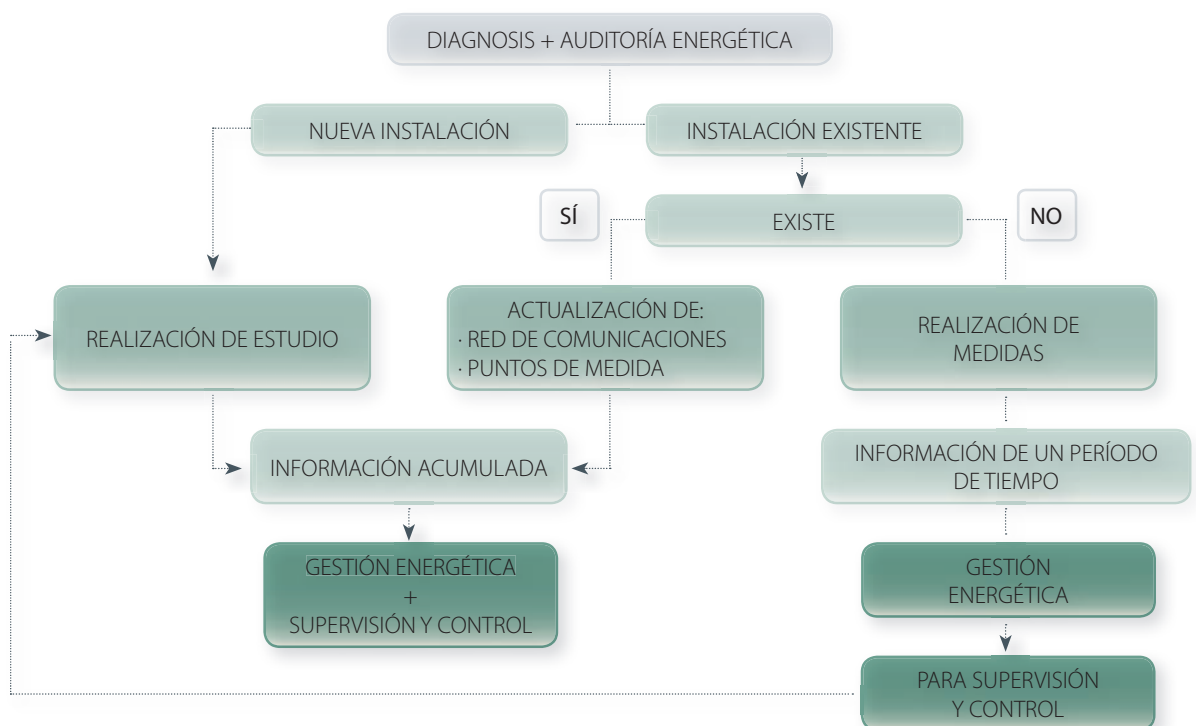 DIAGNOSIS + AUDITORÍA ENERGÉTICA
NUEVA INSTALACIÓN
INSTALACIÓN EXISTENTE
SÍ
EXISTE
NO
REALIZACIÓN DE ESTUDIO
ACTUALIZACIÓN DE:
· RED DE COMUNICACIONES
· PUNTOS DE MEDIDA
REALIZACIÓN DE
MEDIDAS
INFORMACIÓN ACUMULADA
INFORMACIÓN DE UN PERÍODO
DE TIEMPO
GESTIÓN ENERGÉTICA
+
SUPERVISIÓN Y CONTROL
GESTIÓN
ENERGÉTICA
PARA SUPERVISIÓN
Y CONTROL